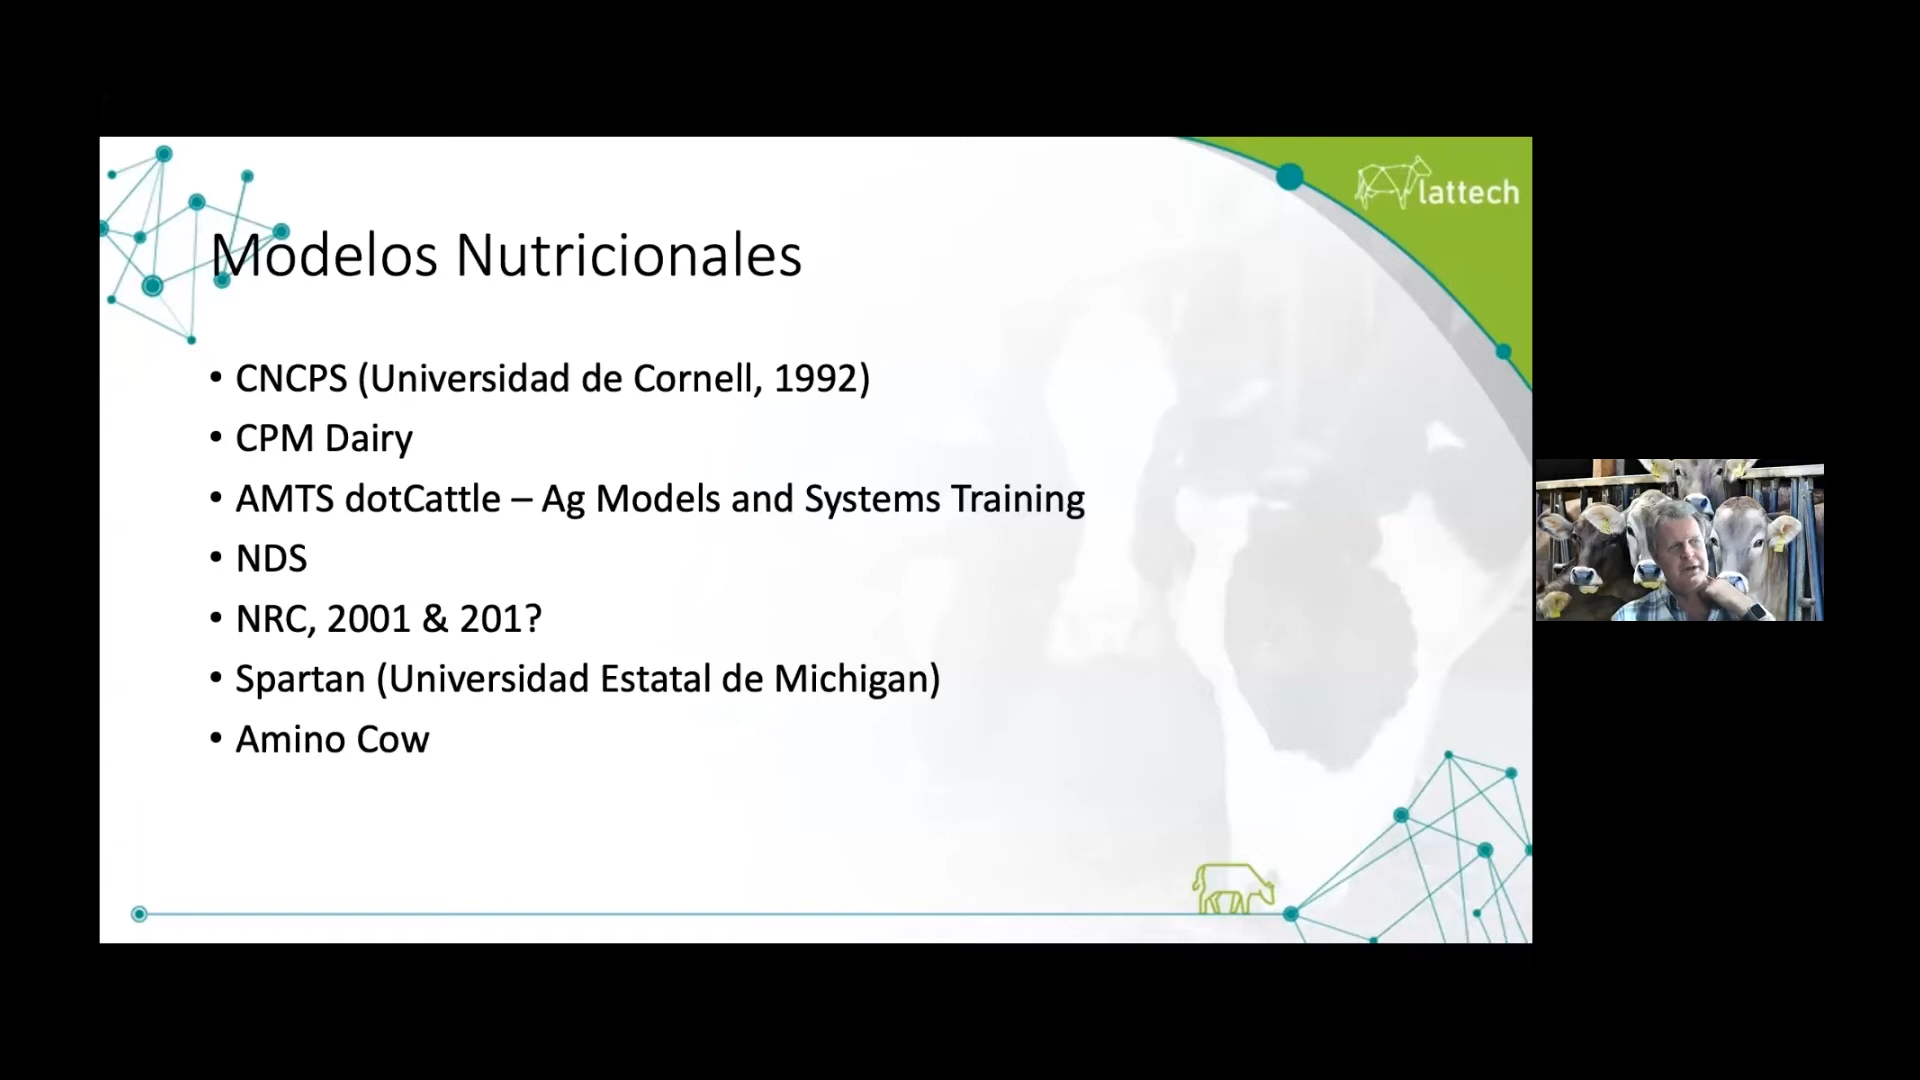 lattech
Modelos Nutricionales
• CNCPS (Universidad de Cornell, 1992)
• CPM Dairy
• AMTS dotCattle – Ag Models and Systems Training
• NDS
• NRC, 2001 & 201?
• Spartan (Universidad Estatal de Michigan)
• Amino Cow